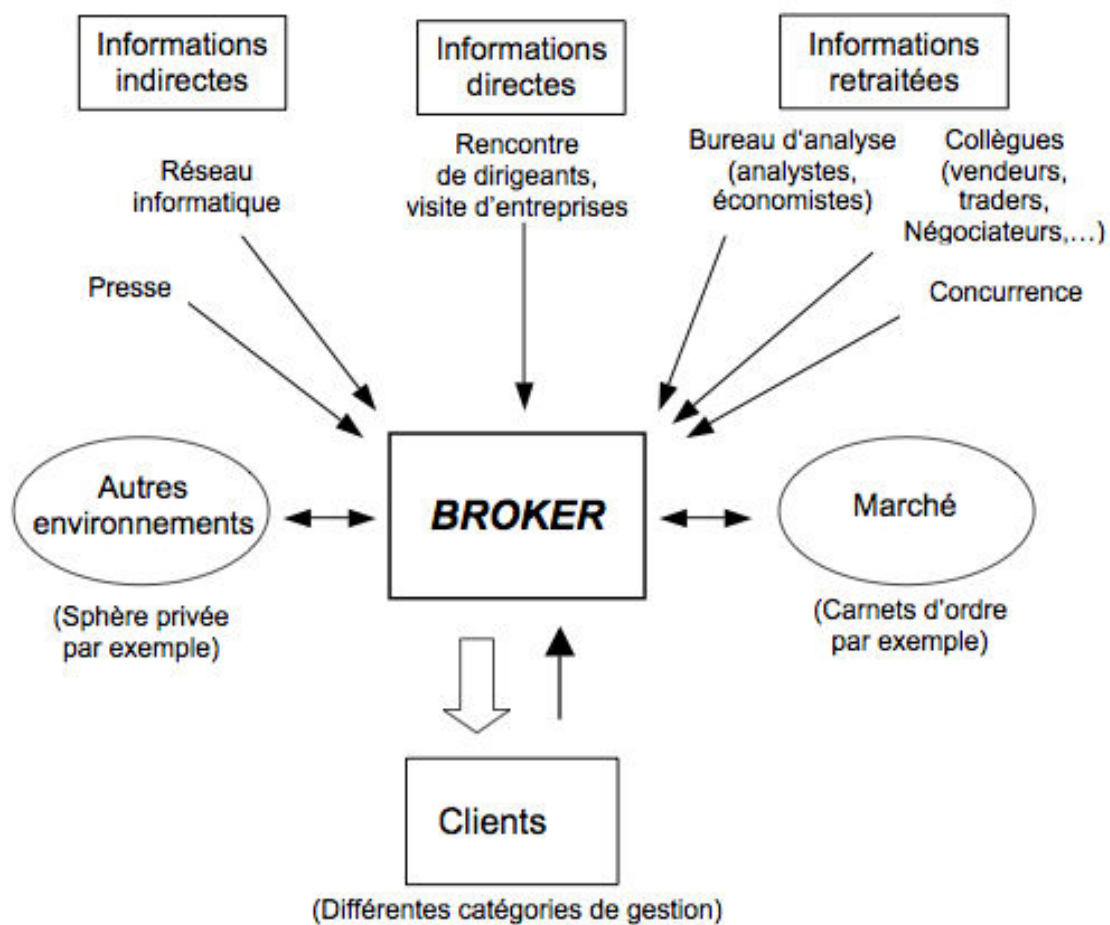 Informations
indirectes
Informations
directes
Informations
retraitées
Réseau
informatique
Presse
Rencontre
de dirigeants,
visite d'entreprises
Bureau d'analyse
(analystes,
économistes)
Collègues
(vendeurs,
traders,
Négociateurs,…)
Concurrence
Autres
environnements
(Sphère privée
par exemple)
BROKER
Marché
(Carnets d'ordre
par exemple)
Clients
(Différentes catégories de gestion)